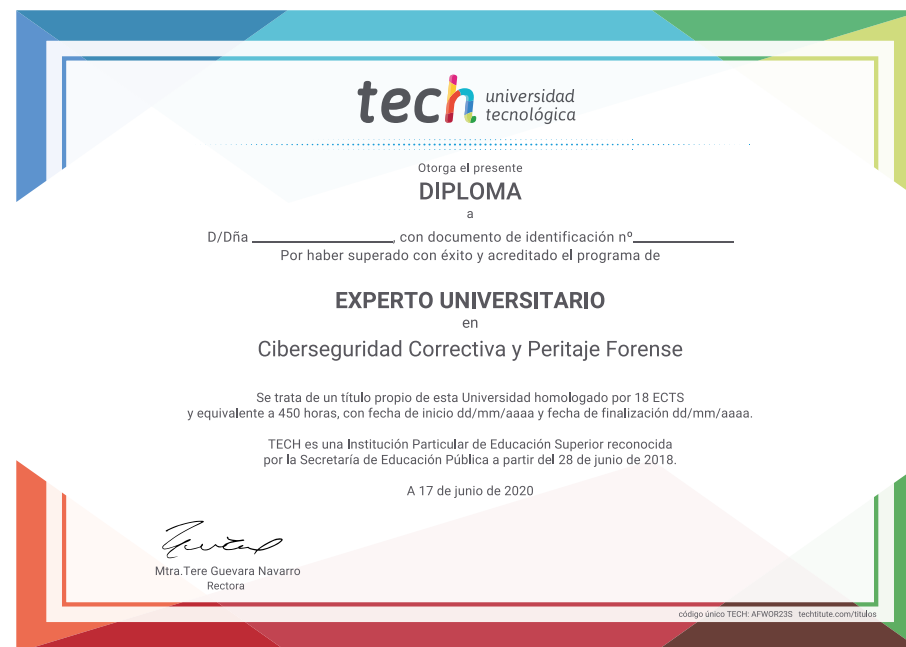 tech universidad
tecnológica
Otorga el presente
DIPLOMA
a
D/Dña ____________________, con documento de identificación nº______________
Por haber superado con éxito y acreditado el programa de
EXPERTO UNIVERSITARIO
en
Ciberseguridad Correctiva y Peritaje Forense
Se trata de un título propio de esta Universidad homologado por 18 ECTS
y equivalente a 450 horas, con fecha de inicio dd/mm/aaaa y fecha de finalización dd/mm/aaaa.
TECH es una Institución Particular de Educación Superior reconocida
por la Secretaría de Educación Pública a partir del 28 de junio de 2018.
A 17 de junio de 2020
Mtra.Tere Guevara Navarro
Rectora
código único TECH: AFWOR23S techtitute.com/titulos